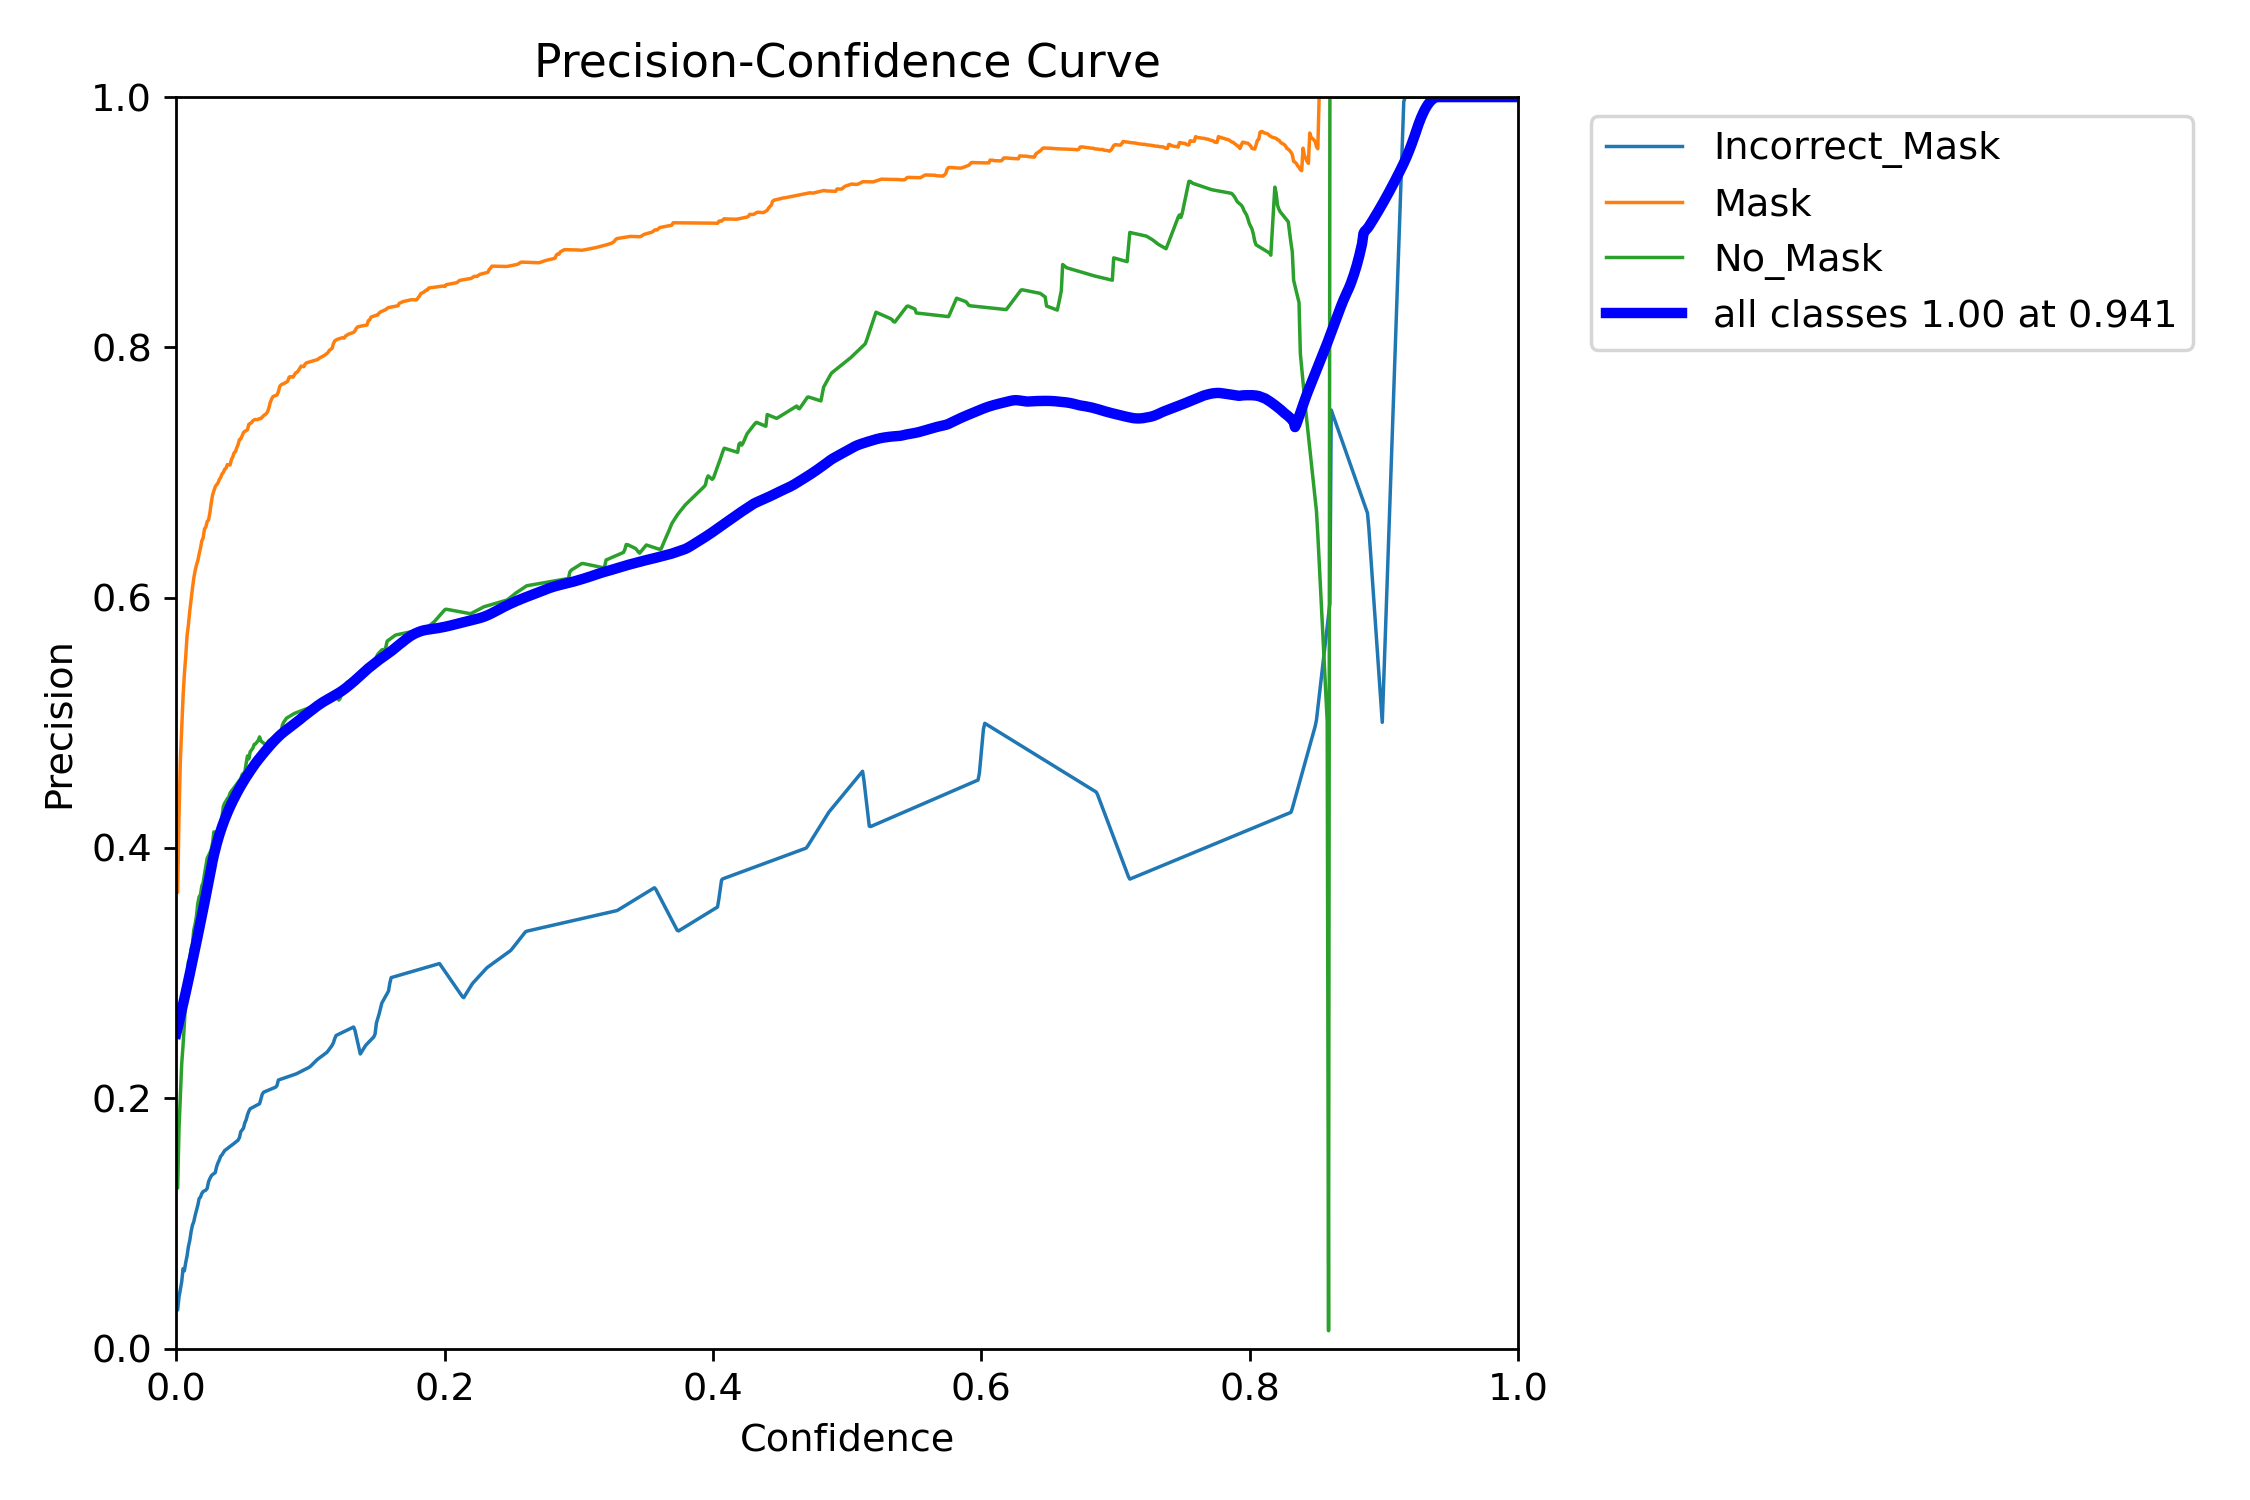 Precision-Confidence Curve
1.0
0.8
0.6
0.4
0.2
0.0
Precision
0.0 0.2 0.4 0.6 0.8 1.0
Confidence
Incorrect_Mask
Mask
No_Mask
all classes 1.00 at 0.941